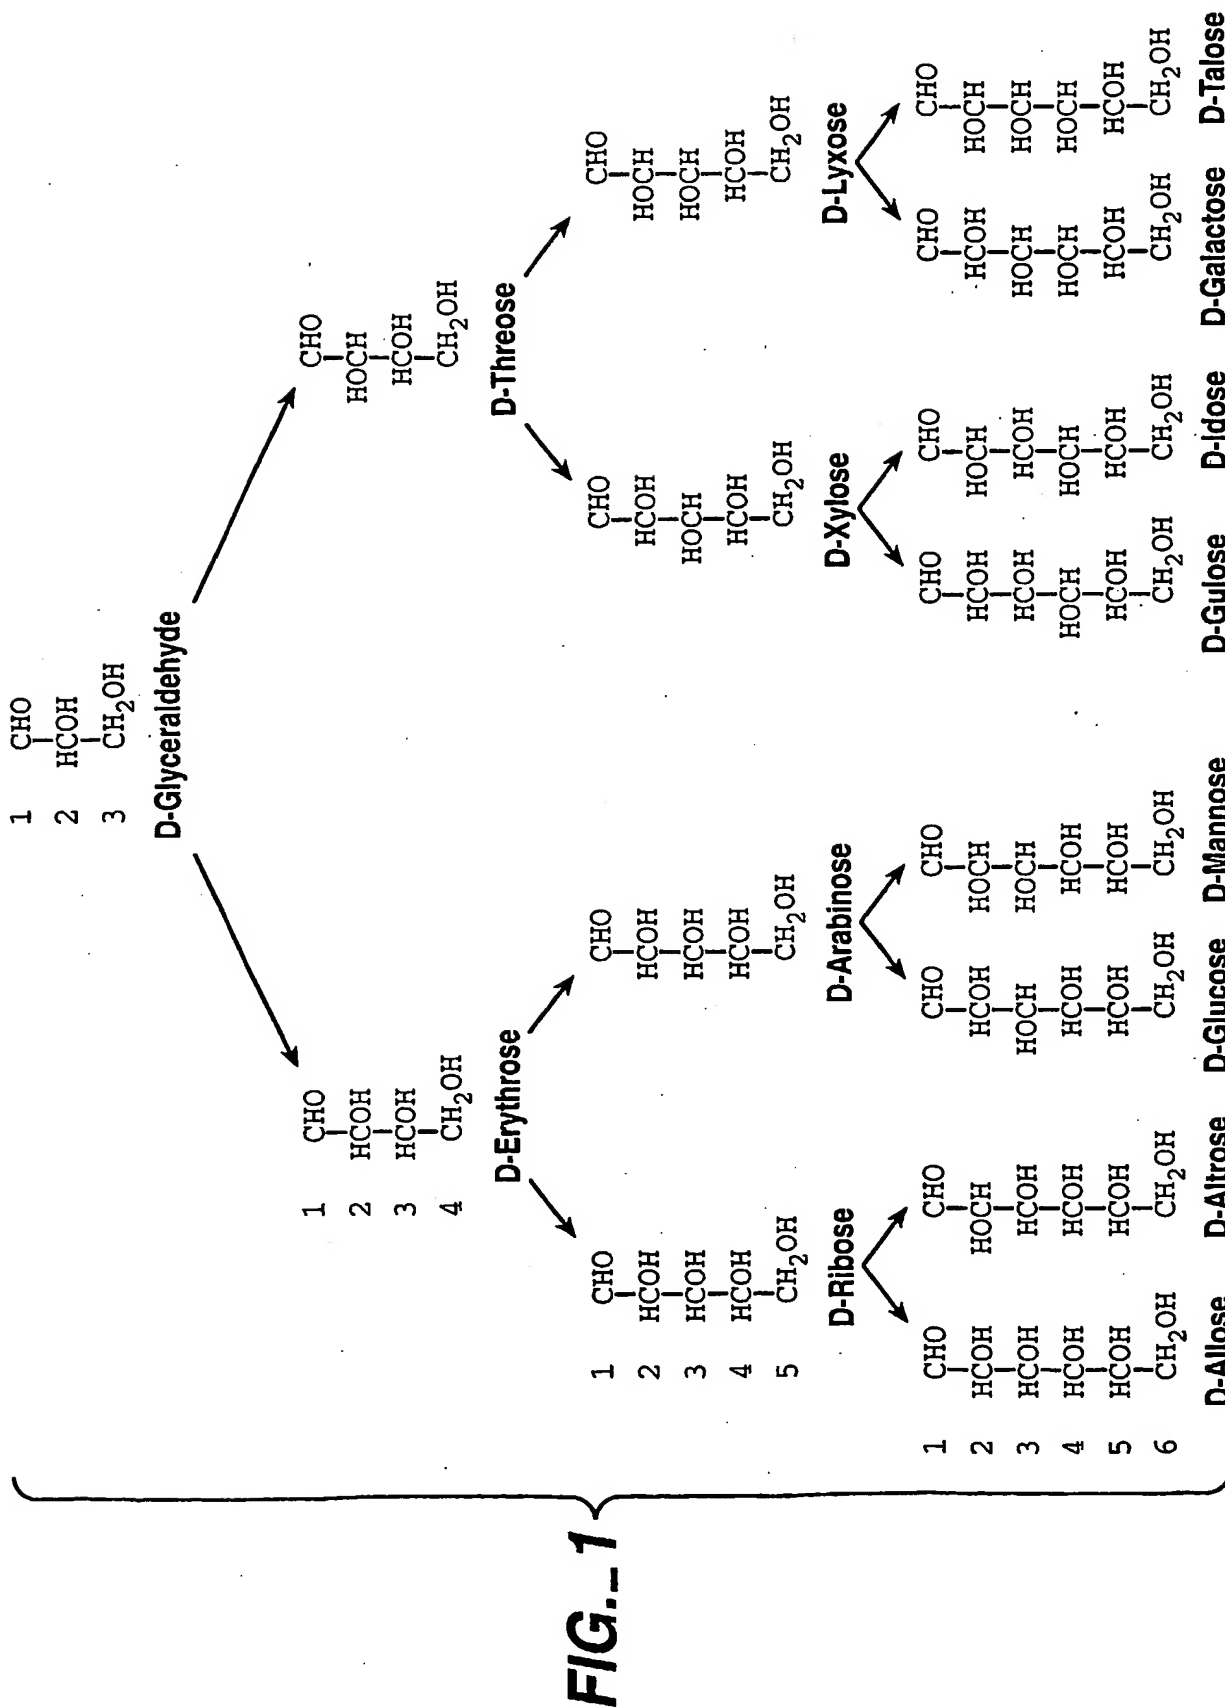 FIG._1
1 CHO
2 HCOH
3 CH2OH
D-Glyceraldehyde
1 CHO
2 HCOH
3 HCOH
4 CH2OH
D-Erythrose
CHO
HOCH
HCOH
CH2OH
D-Threose
1 CHO
2 HCOH
3 HCOH
4 HCOH
5 CH2OH
D-Ribose
CHO
HCOH
HCOH
HCOH
CH2OH
D-Arabinose
CHO
HCOH
HOCH
HCOH
CH2OH
D-Xylose
CHO
HOCH
HOCH
HCOH
CH2OH
D-Lyxose
1 CHO
2 HCOH
3 HCOH
4 HCOH
5 HCOH
6 CH2OH
D-Allose
CHO
HOCH
HCOH
HCOH
HCOH
CH2OH
D-Altrose
CHO
HCOH
HOCH
HCOH
HCOH
CH2OH
D-Glucose
CHO
HOCH
HOCH
HCOH
HCOH
CH2OH
D-Mannose
CHO
HCOH
HCOH
HOCH
HCOH
CH2OH
D-Gulose
CHO
HOCH
HCOH
HOCH
HCOH
CH2OH
D-Idose
CHO
HCOH
HOCH
HOCH
HCOH
CH2OH
D-Galactose
CHO
HOCH
HOCH
HOCH
HCOH
CH2OH
D-Talose